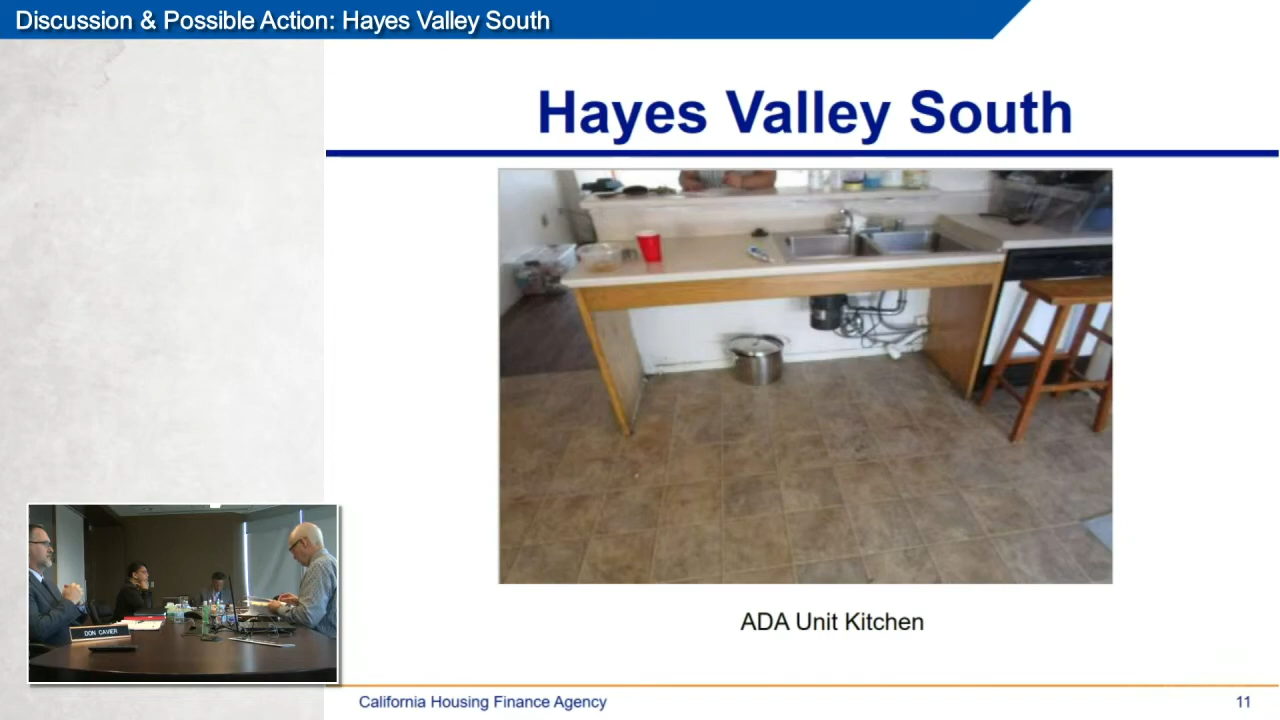 Discussion & Possible Action: Hayes Valley South
Hayes Valley South
ADA Unit Kitchen
DON CAVIER
California Housing Finance Agency
11